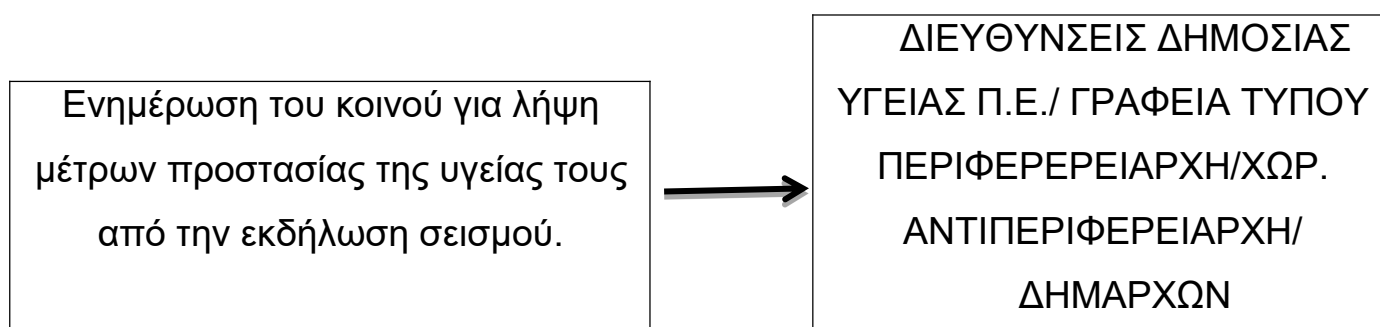 Ενημέρωση του κοινού για λήψη
μέτρων προστασίας της υγείας τους
από την εκδήλωση σεισμού.
ΔΙΕΥΘΥΝΣΕΙΣ ΔΗΜΟΣΙΑΣ
ΥΓΕΙΑΣ Π.Ε./ ΓΡΑΦΕΙΑ ΤΥΠΟΥ
ΠΕΡΙΦΕΡΕΡΕΙΑΡΧΗ/ΧΩΡ.
ΑΝΤΙΠΕΡΙΦΕΡΕΙΑΡΧΗ/
ΔΗΜΑΡΧΩΝ